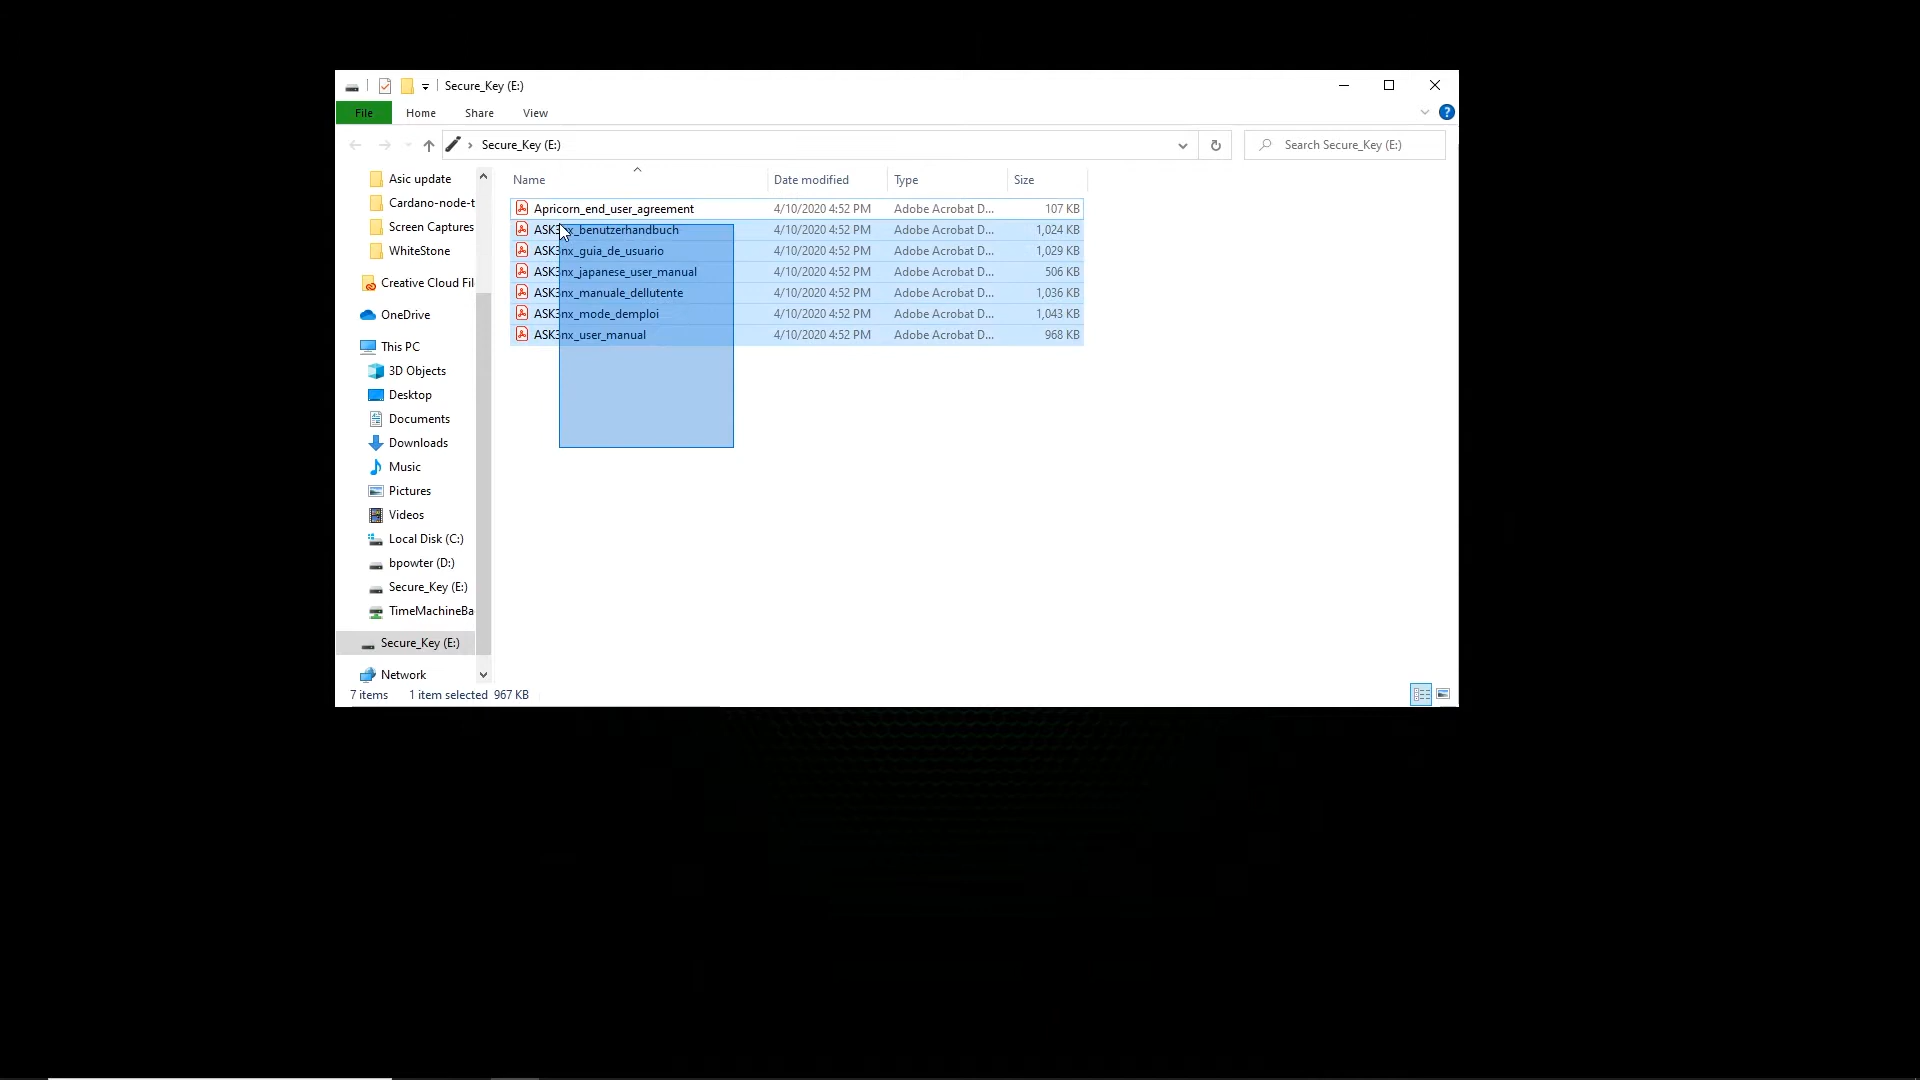 Secure_Key (E:)
File Home Share View
Secure_Key (E:)
Search Secure_Key (E:)
Name Date modified Type Size
Apricorn_end_user_agreement 4/10/2020 4:52 PM Adobe Acrobat D... 107 KB
ASK3nx_benutzerhandbuch 4/10/2020 4:52 PM Adobe Acrobat D... 1,024 KB
ASK3nx_guia_de_usuario 4/10/2020 4:52 PM Adobe Acrobat D... 1,029 KB
ASK3nx_japanese_user_manual 4/10/2020 4:52 PM Adobe Acrobat D... 506 KB
ASK3nx_manuale_dellutente 4/10/2020 4:52 PM Adobe Acrobat D... 1,036 KB
ASK3nx_mode_demploi 4/10/2020 4:52 PM Adobe Acrobat D... 1,043 KB
ASK3nx_user_manual 4/10/2020 4:52 PM Adobe Acrobat D... 968 KB
Asic update
Cardano-node-t
Screen Captures
WhiteStone
Creative Cloud Fil
OneDrive
This PC
3D Objects
Desktop
Documents
Downloads
Music
Pictures
Videos
Local Disk (C:)
bpowter (D:)
Secure_Key (E:)
TimeMachineBa
Secure_Key (E:)
Network
7 items 1 item selected 967 KB